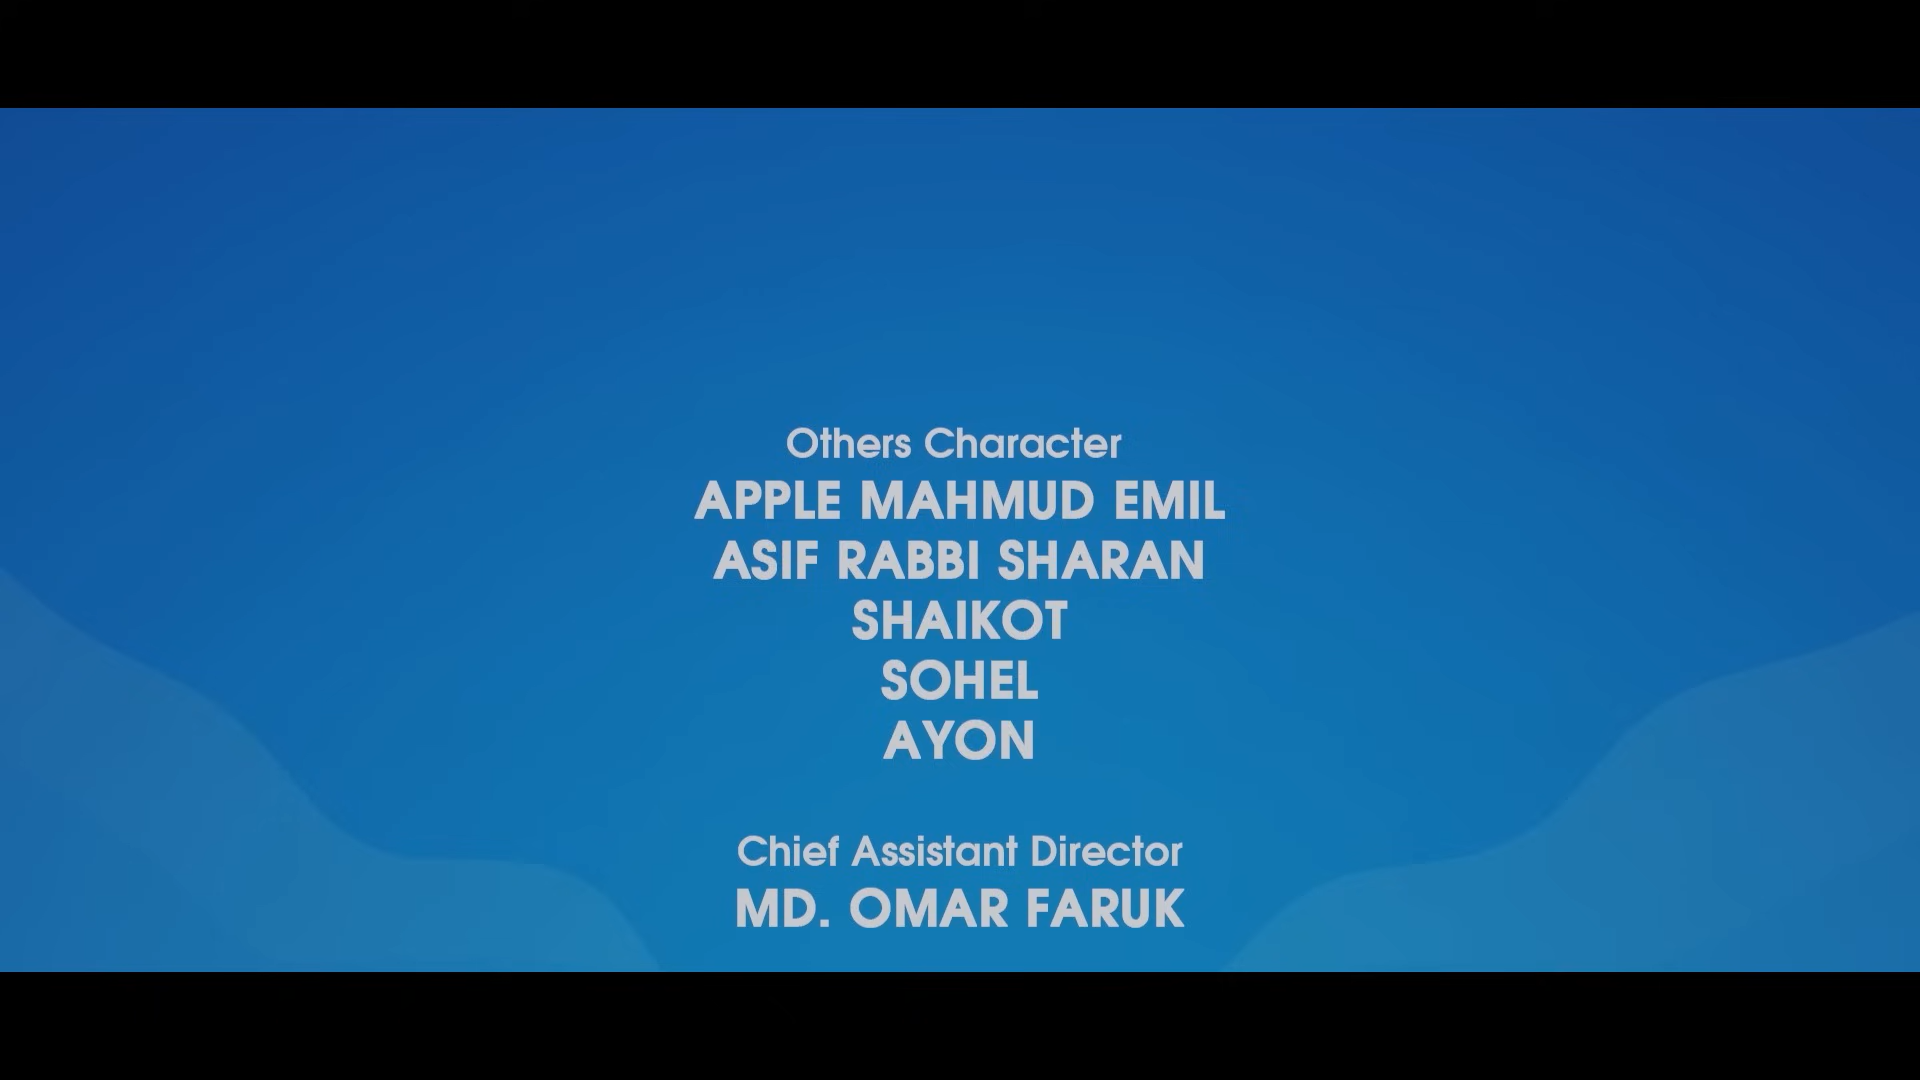 Others Character
APPLE MAHMUD EMIL
ASIF RABBI SHARAN
SHAIKOT
SOHEL
AYON
Chief Assistant Director
MD. OMAR FARUK